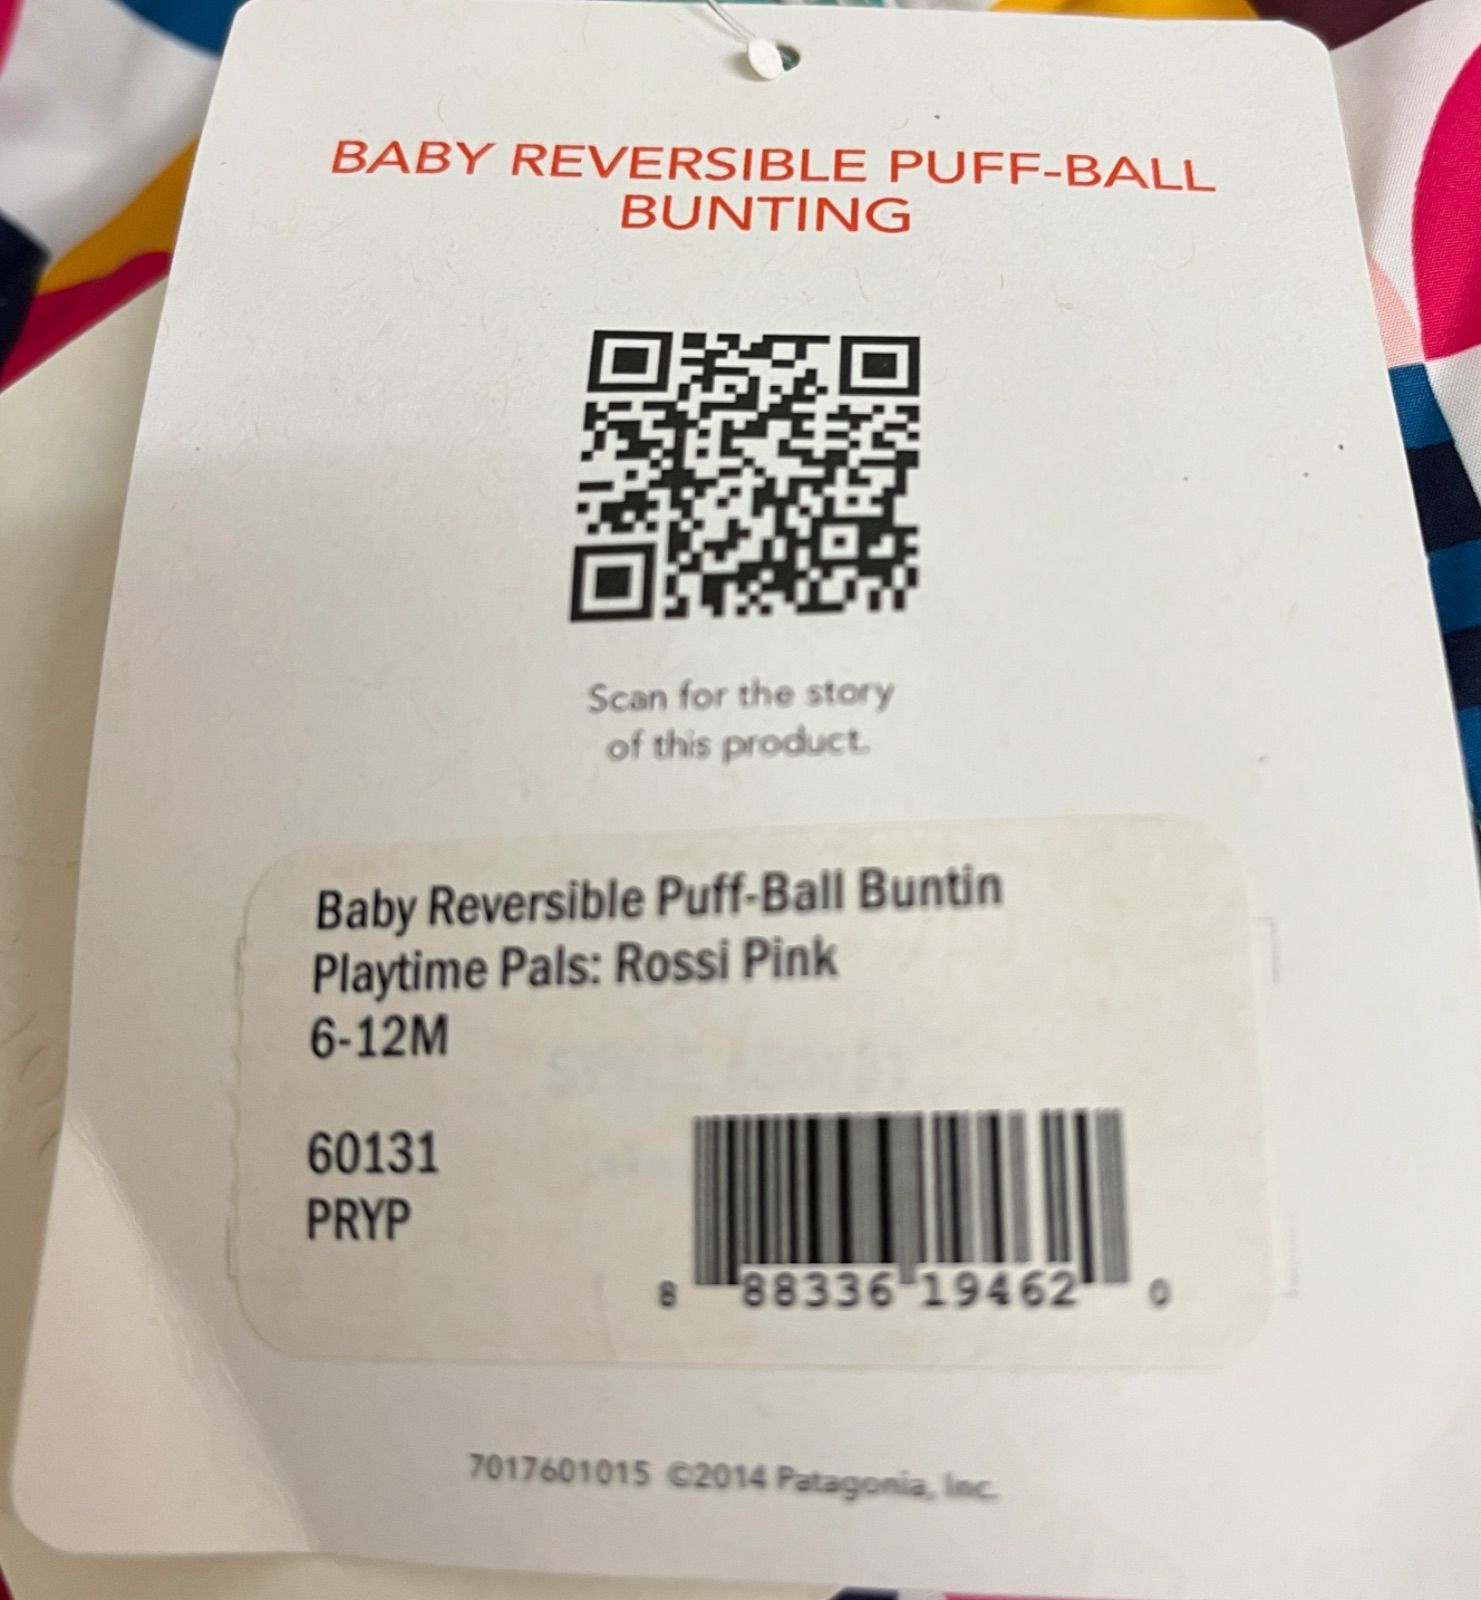 BABY REVERSIBLE PUFF-BALL
BUNTING
Scan for the story
of this product.
Baby Reversible Puff-Ball Buntin
Playtime Pals: Rossi Pink
6-12M
60131
PRYP
8 88336 19462 0
7017601015 ©2014 Patagonia, Inc.